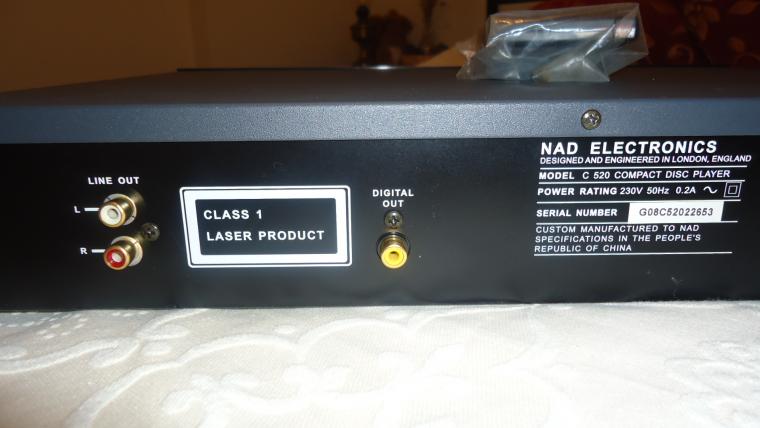 LINE OUT
L
R
CLASS 1
LASER PRODUCT
DIGITAL
OUT
NAD ELECTRONICS
DESIGNED AND ENGINEERED IN LONDON, ENGLAND
MODEL C 520 COMPACT DISC PLAYER
POWER RATING 230V 50Hz 0.2A
SERIAL NUMBER G08C52022653
CUSTOM MANUFACTURED TO NAD
SPECIFICATIONS IN THE PEOPLE'S
REPUBLIC OF CHINA